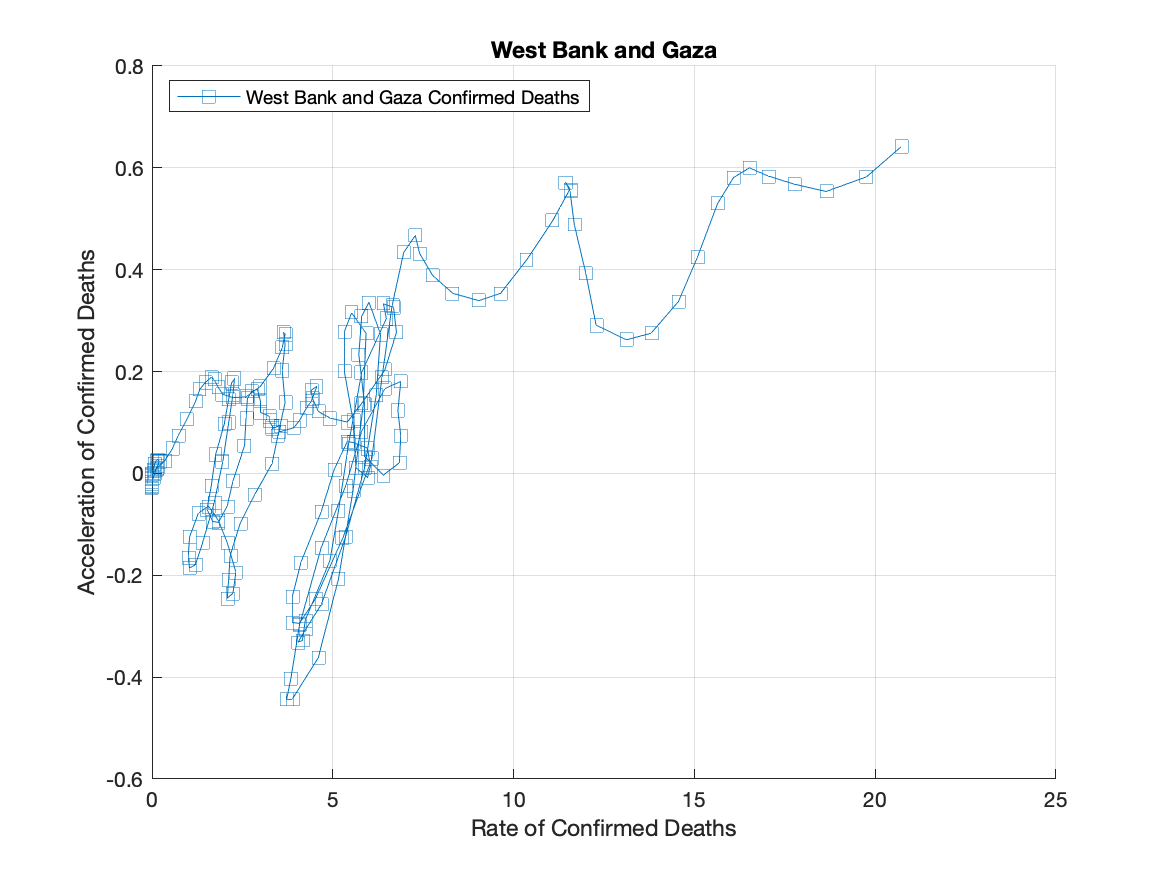 West Bank and Gaza
West Bank and Gaza Confirmed Deaths
0.8
0.6
0.4
0.2
0
-0.2
-0.4
-0.6
Acceleration of Confirmed Deaths
0 5 10 15 20 25
Rate of Confirmed Deaths